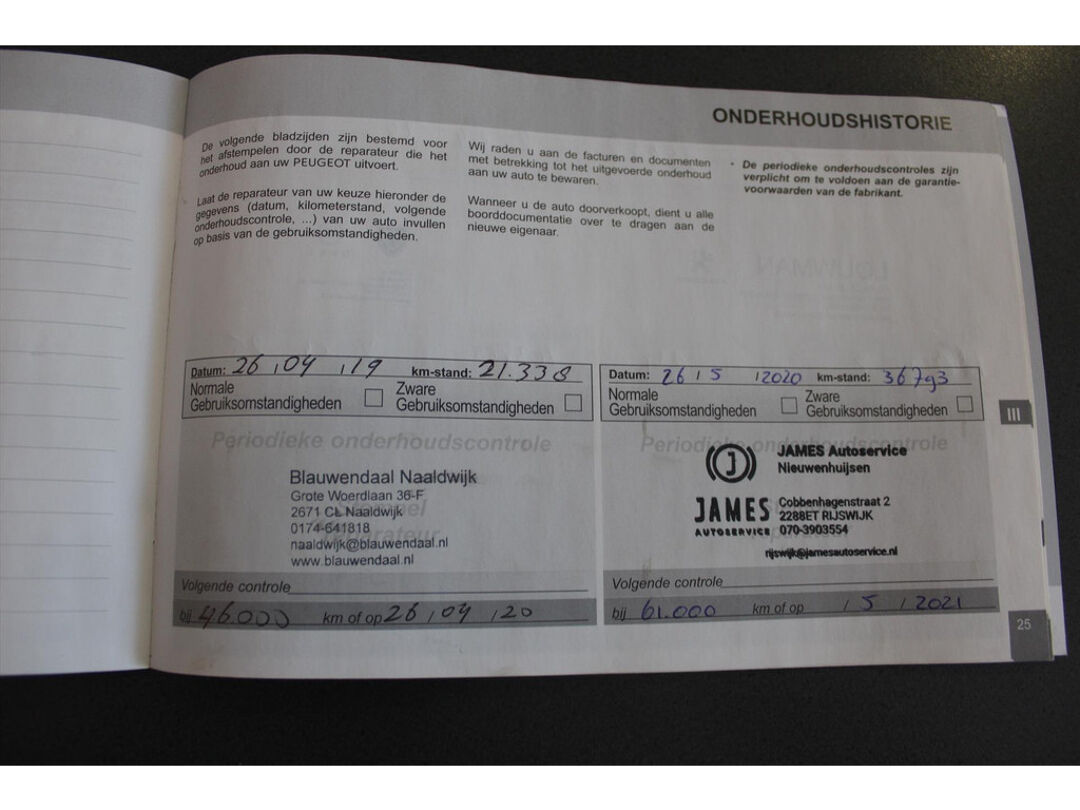 ONDERHOUDSHISTORIE
De volgende bladzijden zijn bestemd voor
het afstempelen door de reparateur die het
onderhoud aan uw PEUGEOT uitvoert.
Laat de reparateur van uw keuze hieronder de
gegevens (datum, kilometerstand, volgende
onderhoudscontrole, ...) van uw auto invullen
op basis van de gebruiksomstandigheden.
Wij raden u aan de facturen en documenten
met betrekking tot het uitgevoerde onderhoud
aan uw auto te bewaren.
Wanneer u de auto doorverkoopt, dient u alle
boorddocumentatie over te dragen aan de
nieuwe eigenaar.
• De periodieke onderhoudscontroles zijn
verplicht om te voldoen aan de garantie-
voorwaarden van de fabrikant.
Datum: 26 / 04 / 19 km-stand: 21.338
Normale Zware
Gebruiksomstandigheden Gebruiksomstandigheden
Periodieke onderhoudscontrole
Blauwendaal Naaldwijk
Grote Woerdlaan 36-F
2671 CL Naaldwijk
0174-641818
naaldwijk@blauwendaal.nl
www.blauwendaal.nl
Volgende controle
bij 46.000 km of op 26 / 04 / 20
Datum: 26 / 5 / 2020 km-stand: 36793
Normale Zware
Gebruiksomstandigheden Gebruiksomstandigheden
Periodieke onderhoudscontrole
J
JAMES
AUTOSERVICE
JAMES Autoservice
Nieuwenhuijsen
Cobbenhagenstraat 2
2288ET RIJSWIJK
070-3903554
rijswijk@jamesautoservice.nl
Volgende controle
bij 61.000 km of op / 5 / 2021
III
25